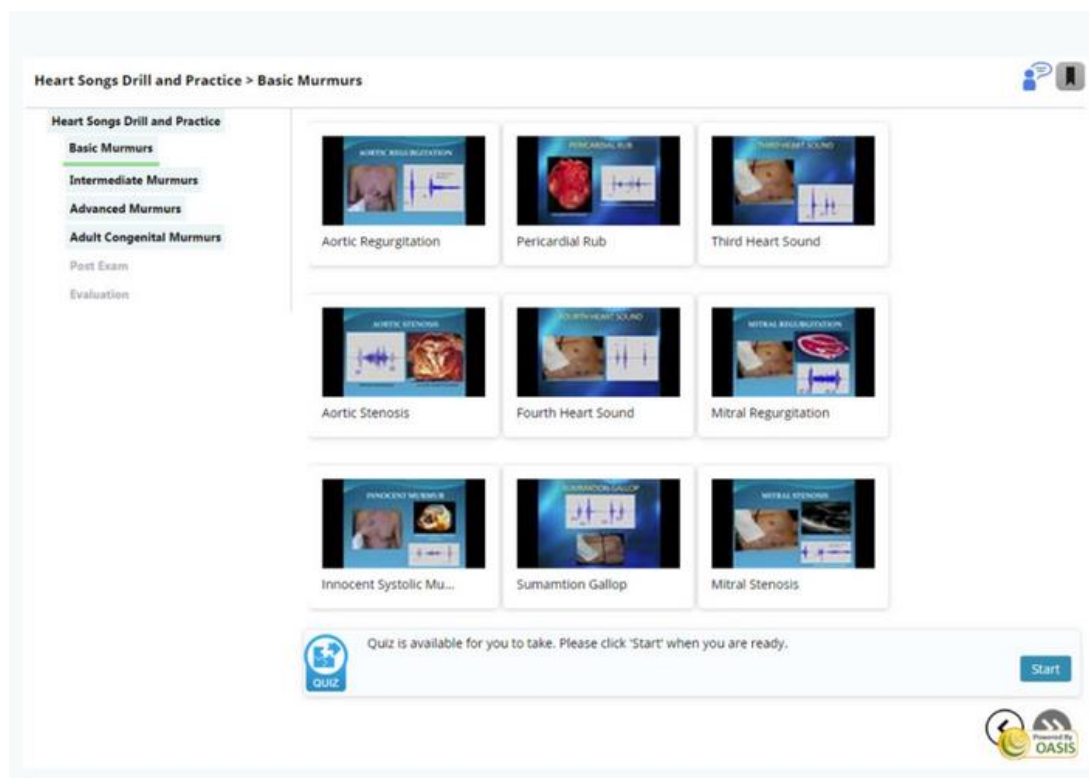 Heart Songs Drill and Practice > Basic Murmurs
Heart Songs Drill and Practice
Basic Murmurs
Intermediate Murmurs
Advanced Murmurs
Adult Congenital Murmurs
Post Exam
Evaluation
AORTIC REGURGITATION
Aortic Regurgitation
PERICARDIAL RUB
Pericardial Rub
THIRD HEART SOUND
Third Heart Sound
AORTIC STENOSIS
Aortic Stenosis
FOURTH HEART SOUND
Fourth Heart Sound
MITRAL REGURGITATION
Mitral Regurgitation
INNOCENT MURMUR
Innocent Systolic Mu...
SUMMATION GALLOP
Sumamtion Gallop
MITRAL STENOSIS
Mitral Stenosis
Quiz is available for you to take. Please click 'Start' when you are ready.
QUIZ
Start
Powered By
OASIS